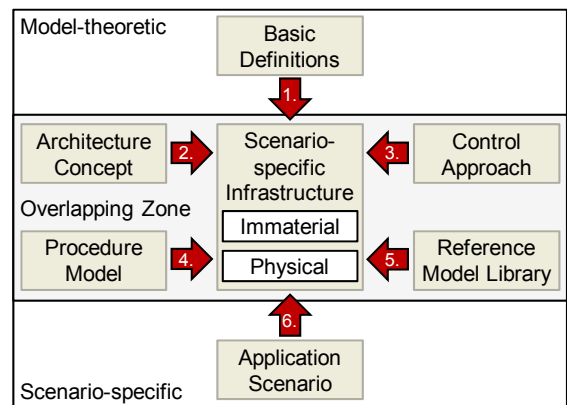 Model-theoretic
Basic
Definitions
1.
Architecture
Concept
2.
Scenario-
specific
Infrastructure
3.
Control
Approach
Overlapping Zone
Immaterial
Procedure
Model
4.
Physical
5.
Reference
Model Library
6.
Application
Scenario
Scenario-specific